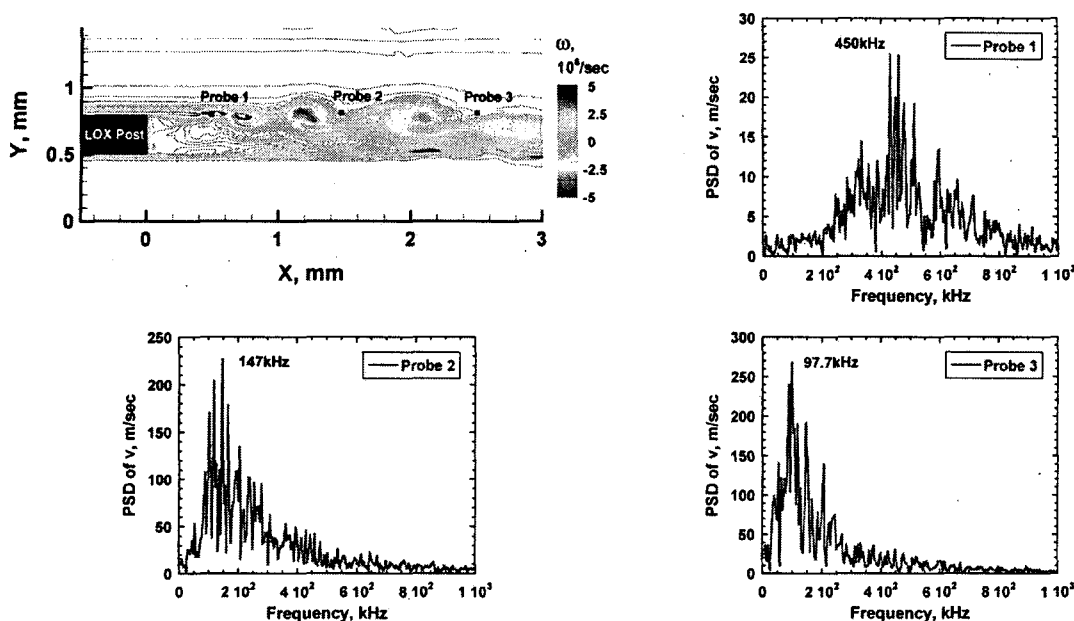 ω,
10⁶/sec
5
2.5
0
-2.5
-5
Y, mm
1
0.5
0
Probe 1
Probe 2
Probe 3
LOX Post
0
1
2
3
X, mm
30
25
20
15
10
5
0
PSD of v, m/sec
450kHz
Probe 1
0
2 10²
4 10²
6 10²
8 10²
1 10³
Frequency, kHz
250
200
150
100
50
0
PSD of v, m/sec
147kHz
Probe 2
0
2 10²
4 10²
6 10²
8 10²
1 10³
Frequency, kHz
300
250
200
150
100
50
0
PSD of v, m/sec
97.7kHz
Probe 3
0
2 10²
4 10²
6 10²
8 10²
1 10³
Frequency, kHz